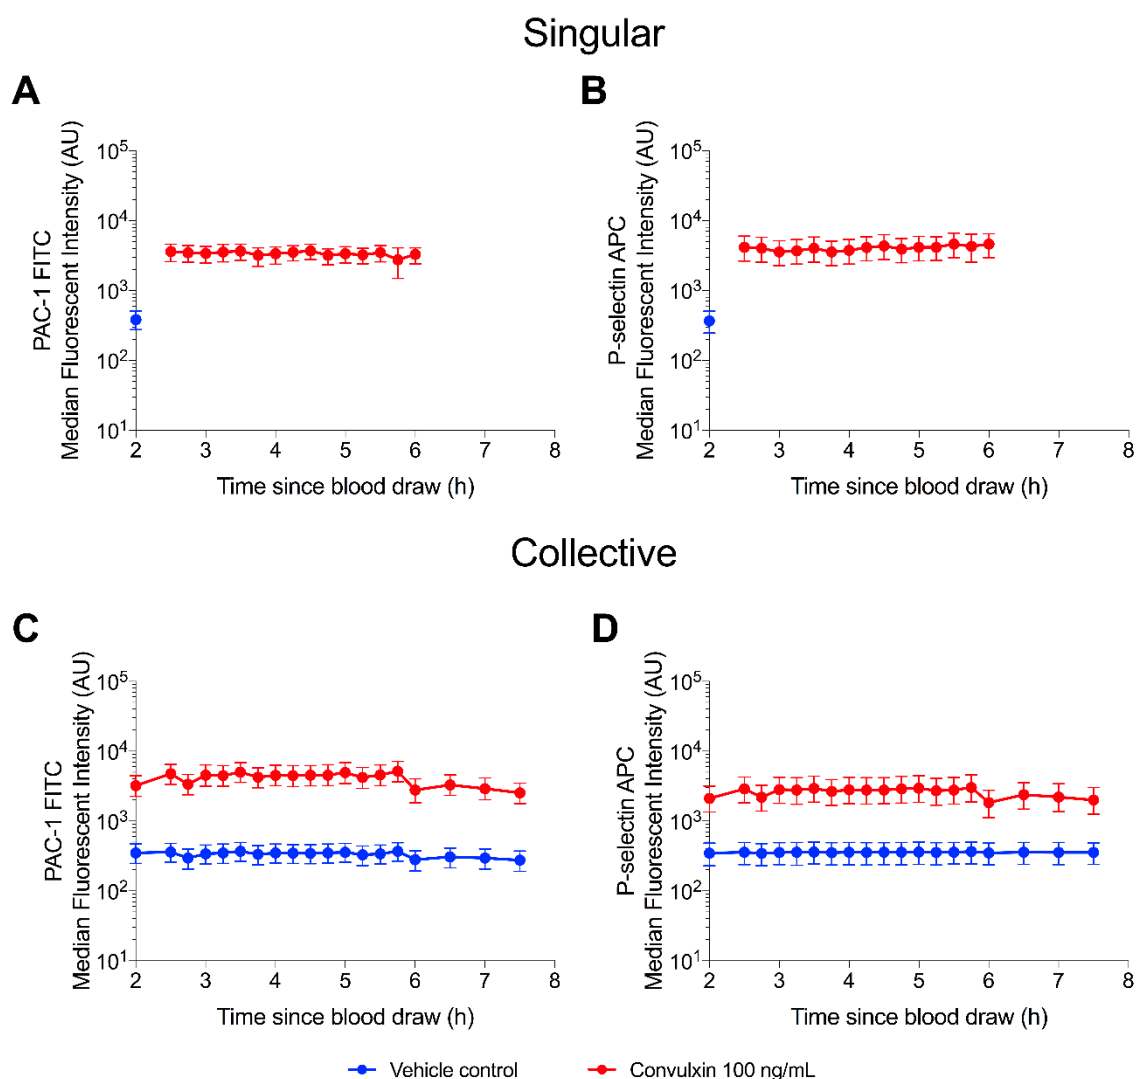 Singular
A
PAC-1 FITC
Median Fluorescent Intensity (AU)
10^5
10^4
10^3
10^2
10^1
2 3 4 5 6 7 8
Time since blood draw (h)
B
P-selectin APC
Median Fluorescent Intensity (AU)
10^5
10^4
10^3
10^2
10^1
2 3 4 5 6 7 8
Time since blood draw (h)
Collective
C
PAC-1 FITC
Median Fluorescent Intensity (AU)
10^5
10^4
10^3
10^2
10^1
2 3 4 5 6 7 8
Time since blood draw (h)
D
P-selectin APC
Median Fluorescent Intensity (AU)
10^5
10^4
10^3
10^2
10^1
2 3 4 5 6 7 8
Time since blood draw (h)
Vehicle control
Convulxin 100 ng/mL